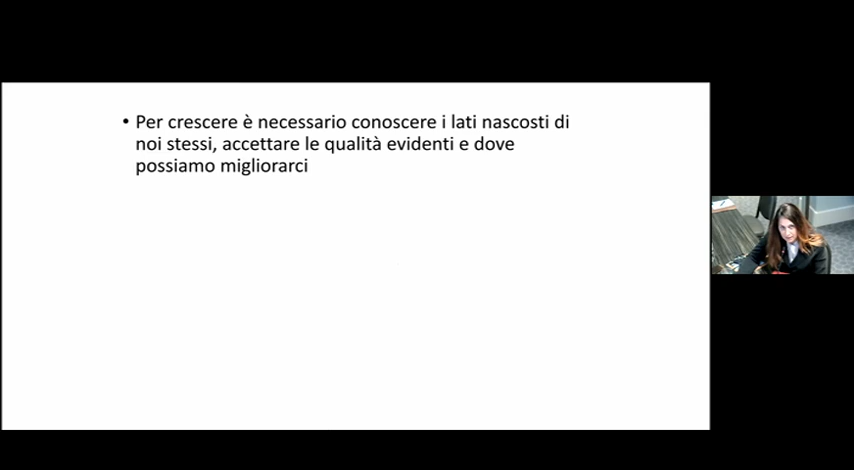 • Per crescere è necessario conoscere i lati nascosti di
noi stessi, accettare le qualità evidenti e dove
possiamo migliorarci